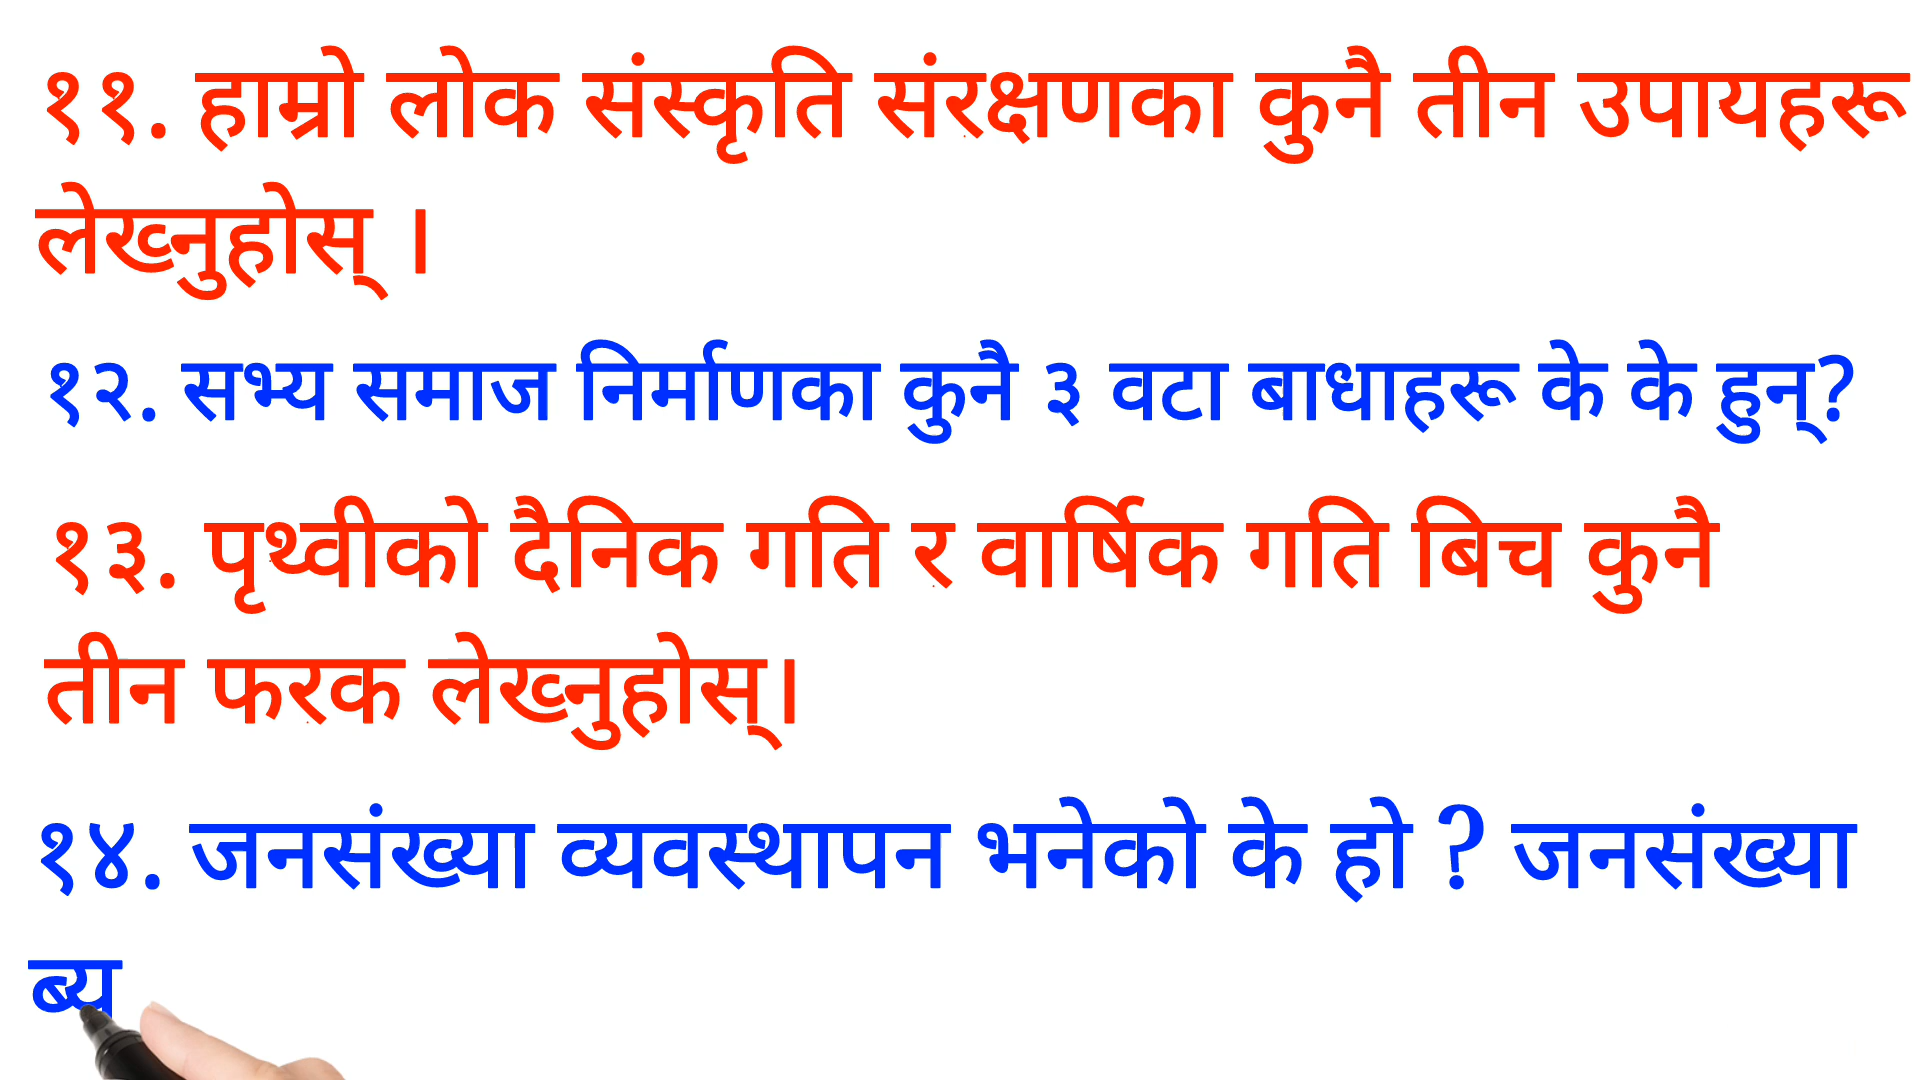 ११. हाम्रो लोक संस्कृति संरक्षणका कुनै तीन उपायहरू
लेख्नुहोस् ।
१२. सभ्य समाज निर्माणका कुनै ३ वटा बाधाहरू के के हुन्?
१३. पृथ्वीको दैनिक गति र वार्षिक गति बिच कुनै
तीन फरक लेख्नुहोस्।
१४. जनसंख्या व्यवस्थापन भनेको के हो ? जनसंख्या
ब्य